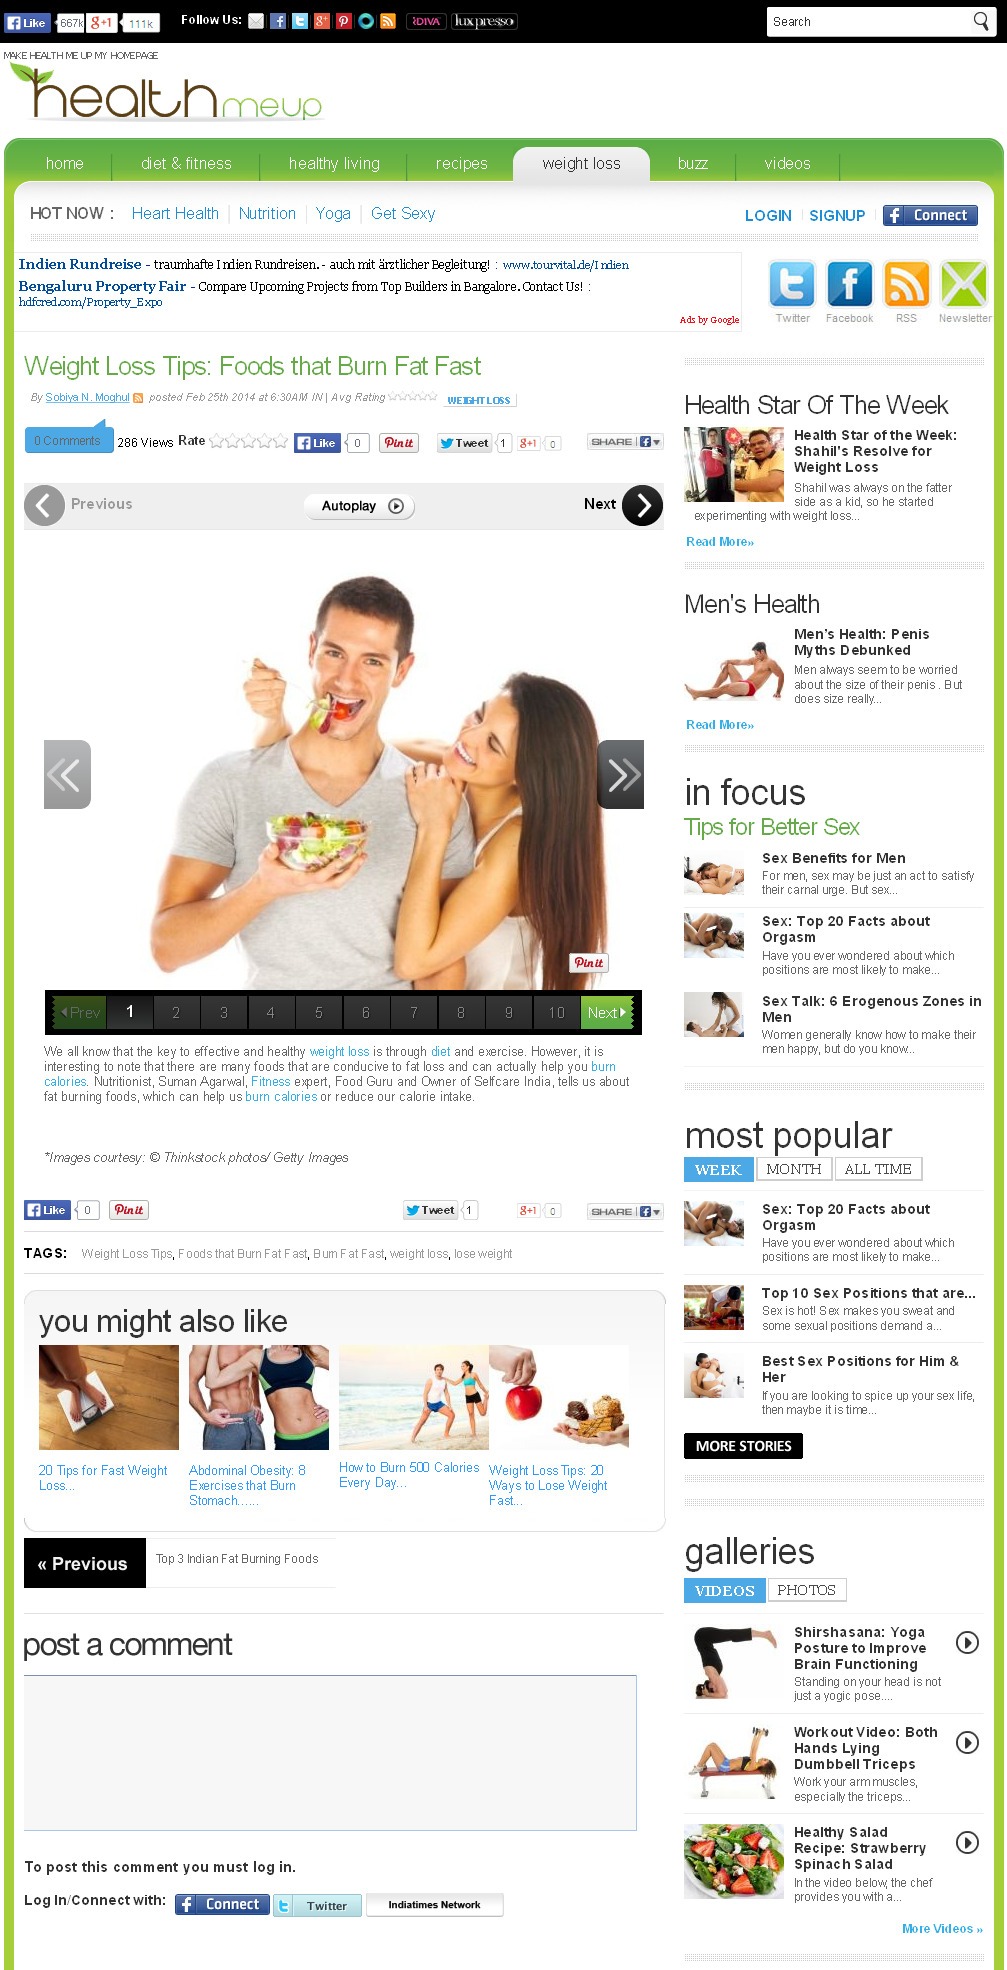 Like 667k g+1 111k Follow Us: iDIVA luxpresso Search
MAKE HEALTH ME UP MY HOMEPAGE
health meup
home diet & fitness healthy living recipes weight loss buzz videos
HOT NOW : Heart Health Nutrition Yoga Get Sexy
LOGIN SIGNUP Connect
Indien Rundreise - traumhafte Indien Rundreisen. - auch mit ärztlicher Begleitung! : www.tourvital.de/Indien
Bengaluru Property Fair - Compare Upcoming Projects from Top Builders in Bangalore. Contact Us! :
hdfcred.com/Property_Expo
Ads by Google
Twitter Facebook RSS Newsletter
Weight Loss Tips: Foods that Burn Fat Fast
By Sobiya N. Moghul posted Feb 25th 2014 at 6:30AM IN | Avg Rating WEIGHT LOSS
0 Comments 286 Views Rate Like 0 Pin it Tweet 1 g+1 0 SHARE
Previous Autoplay Next
Pin it
Prev 1 2 3 4 5 6 7 8 9 10 Next
We all know that the key to effective and healthy weight loss is through diet and exercise. However, it is
interesting to note that there are many foods that are conducive to fat loss and can actually help you burn
calories. Nutritionist, Suman Agarwal, Fitness expert, Food Guru and Owner of Selfcare India, tells us about
fat burning foods, which can help us burn calories or reduce our calorie intake.
*Images courtesy: © Thinkstock photos/ Getty Images
Like 0 Pin it Tweet 1 g+1 0 SHARE
TAGS: Weight Loss Tips, Foods that Burn Fat Fast, Burn Fat Fast, weight loss, lose weight
you might also like
20 Tips for Fast Weight
Loss...
Abdominal Obesity: 8
Exercises that Burn
Stomach......
How to Burn 500 Calories
Every Day...
Weight Loss Tips: 20
Ways to Lose Weight
Fast...
« Previous Top 3 Indian Fat Burning Foods
post a comment
To post this comment you must log in.
Log In/Connect with: Connect Twitter Indiatimes Network
Health Star Of The Week
Health Star of the Week:
Shahil's Resolve for
Weight Loss
Shahil was always on the fatter
side as a kid, so he started
experimenting with weight loss...
Read More»
Men's Health
Men's Health: Penis
Myths Debunked
Men always seem to be worried
about the size of their penis . But
does size really...
Read More»
in focus
Tips for Better Sex
Sex Benefits for Men
For men, sex may be just an act to satisfy
their carnal urge. But sex...
Sex: Top 20 Facts about
Orgasm
Have you ever wondered about which
positions are most likely to make...
Sex Talk: 6 Erogenous Zones in
Men
Women generally know how to make their
men happy, but do you know...
most popular
WEEK MONTH ALL TIME
Sex: Top 20 Facts about
Orgasm
Have you ever wondered about which
positions are most likely to make...
Top 10 Sex Positions that are...
Sex is hot! Sex makes you sweat and
some sexual positions demand a...
Best Sex Positions for Him &
Her
If you are looking to spice up your sex life,
then maybe it is time...
MORE STORIES
galleries
VIDEOS PHOTOS
Shirshasana: Yoga
Posture to Improve
Brain Functioning
Standing on your head is not
just a yogic pose....
Workout Video: Both
Hands Lying
Dumbbell Triceps
Work your arm muscles,
especially the triceps...
Healthy Salad
Recipe: Strawberry
Spinach Salad
In the video below, the chef
provides you with a...
More Videos »